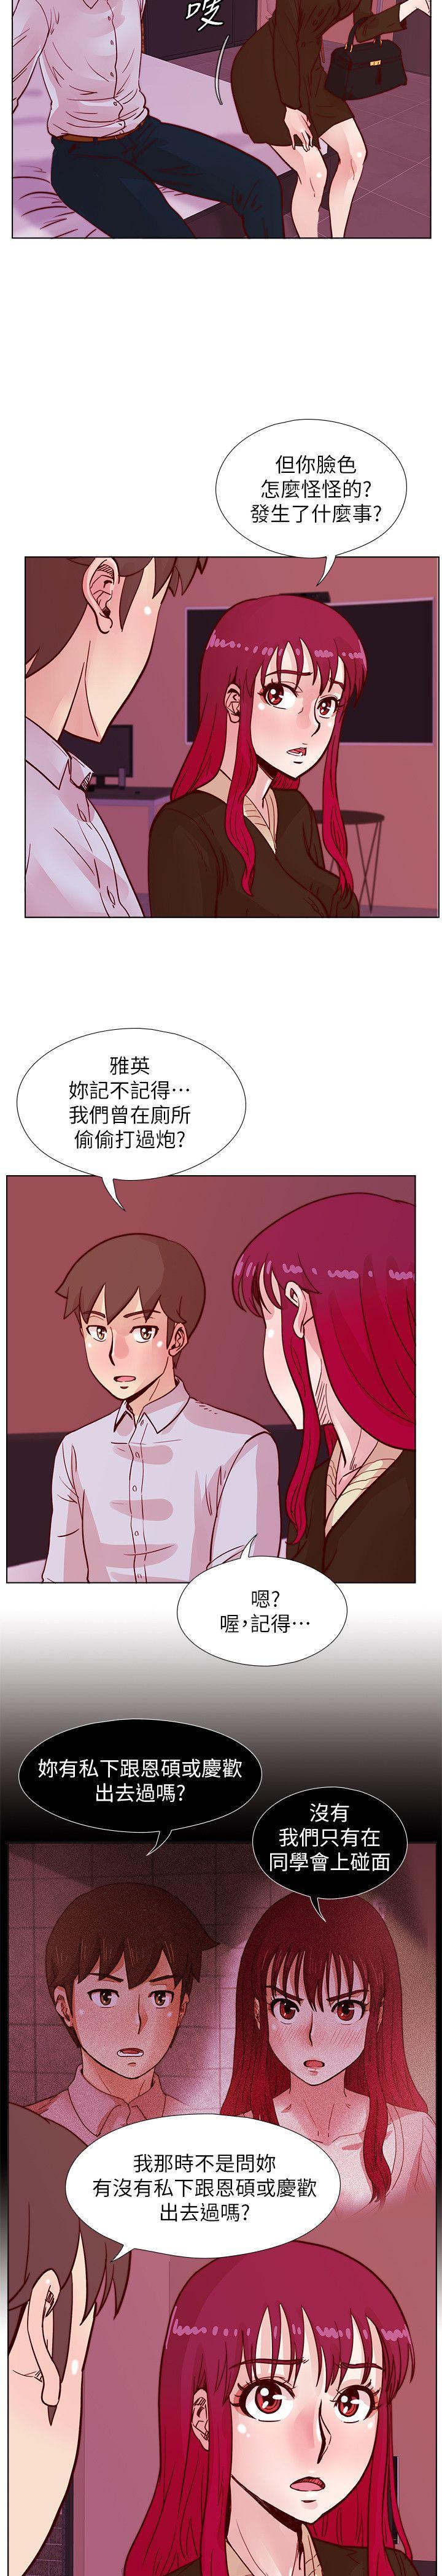 吱
但你臉色
怎麼怪怪的?
發生了什麼事?
雅英
妳記不記得⋯
我們曾在廁所
偷偷打過炮?
嗯?
喔,記得⋯
妳有私下跟恩碩或慶歡
出去過嗎?
沒有
我們只有在
同學會上碰面
我那時不是問妳
有沒有私下跟恩碩或慶歡
出去過嗎?